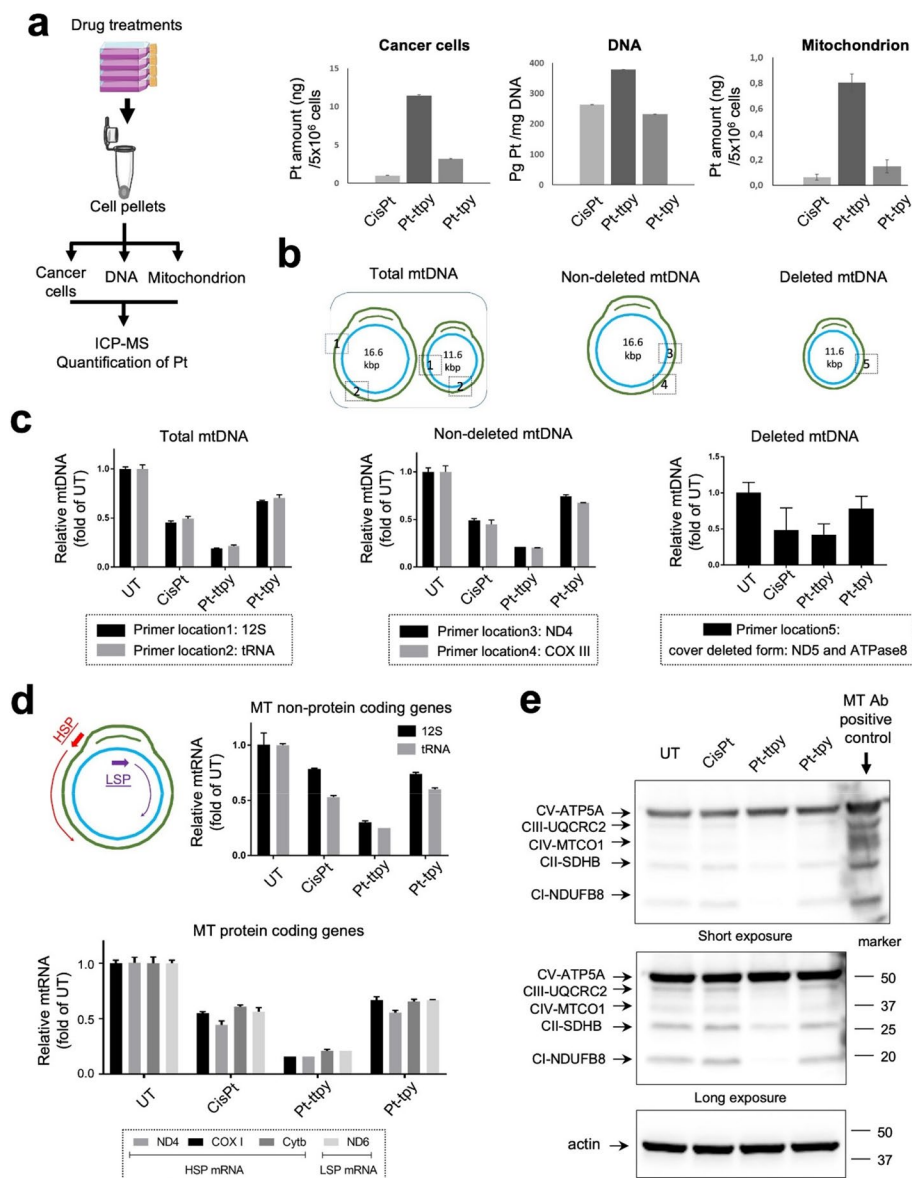 a
Drug treatments
Cell pellets
Cancer cells
DNA
Mitochondrion
ICP-MS
Quantification of Pt
Cancer cells
Pt amount (ng)
/5x10⁶ cells
15
10
5
0
CisPt
Pt-ttpy
Pt-tpy
DNA
Pg Pt /mg DNA
400
300
200
100
0
CisPt
Pt-ttpy
Pt-tpy
Mitochondrion
Pt amount (ng)
/5x10⁶ cells
1,0
0,8
0,6
0,4
0,2
0,0
CisPt
Pt-ttpy
Pt-tpy
b
Total mtDNA
1
16.6
kbp
2
1
11.6
kbp
2
Non-deleted mtDNA
16.6
kbp
3
4
Deleted mtDNA
11.6
kbp
5
c
Total mtDNA
Relative mtDNA
(fold of UT)
1.0
0.5
0.0
UT
CisPt
Pt-ttpy
Pt-tpy
Primer location1: 12S
Primer location2: tRNA
Non-deleted mtDNA
Relative mtDNA
(fold of UT)
1.0
0.5
0.0
UT
CisPt
Pt-ttpy
Pt-tpy
Primer location3: ND4
Primer location4: COX III
Deleted mtDNA
Relative mtDNA
(fold of UT)
1.5
1.0
0.5
0.0
UT
CisPt
Pt-ttpy
Pt-tpy
Primer location5:
cover deleted form: ND5 and ATPase8
d
HSP
LSP
MT non-protein coding genes
Relative mtRNA
(fold of UT)
1.0
0.5
0.0
12S
tRNA
UT
CisPt
Pt-ttpy
Pt-tpy
MT protein coding genes
Relative mtRNA
(fold of UT)
1.0
0.5
0.0
UT
CisPt
Pt-ttpy
Pt-tpy
ND4 COX I Cytb ND6
HSP mRNA LSP mRNA
e
UT
CisPt
Pt-ttpy
Pt-tpy
MT Ab
positive
control
CV-ATP5A
CIII-UQCRC2
CIV-MTCO1
CII-SDHB
CI-NDUFB8
Short exposure
marker
CV-ATP5A
CIII-UQCRC2
CIV-MTCO1
CII-SDHB
CI-NDUFB8
50
37
25
20
Long exposure
actin
50
37